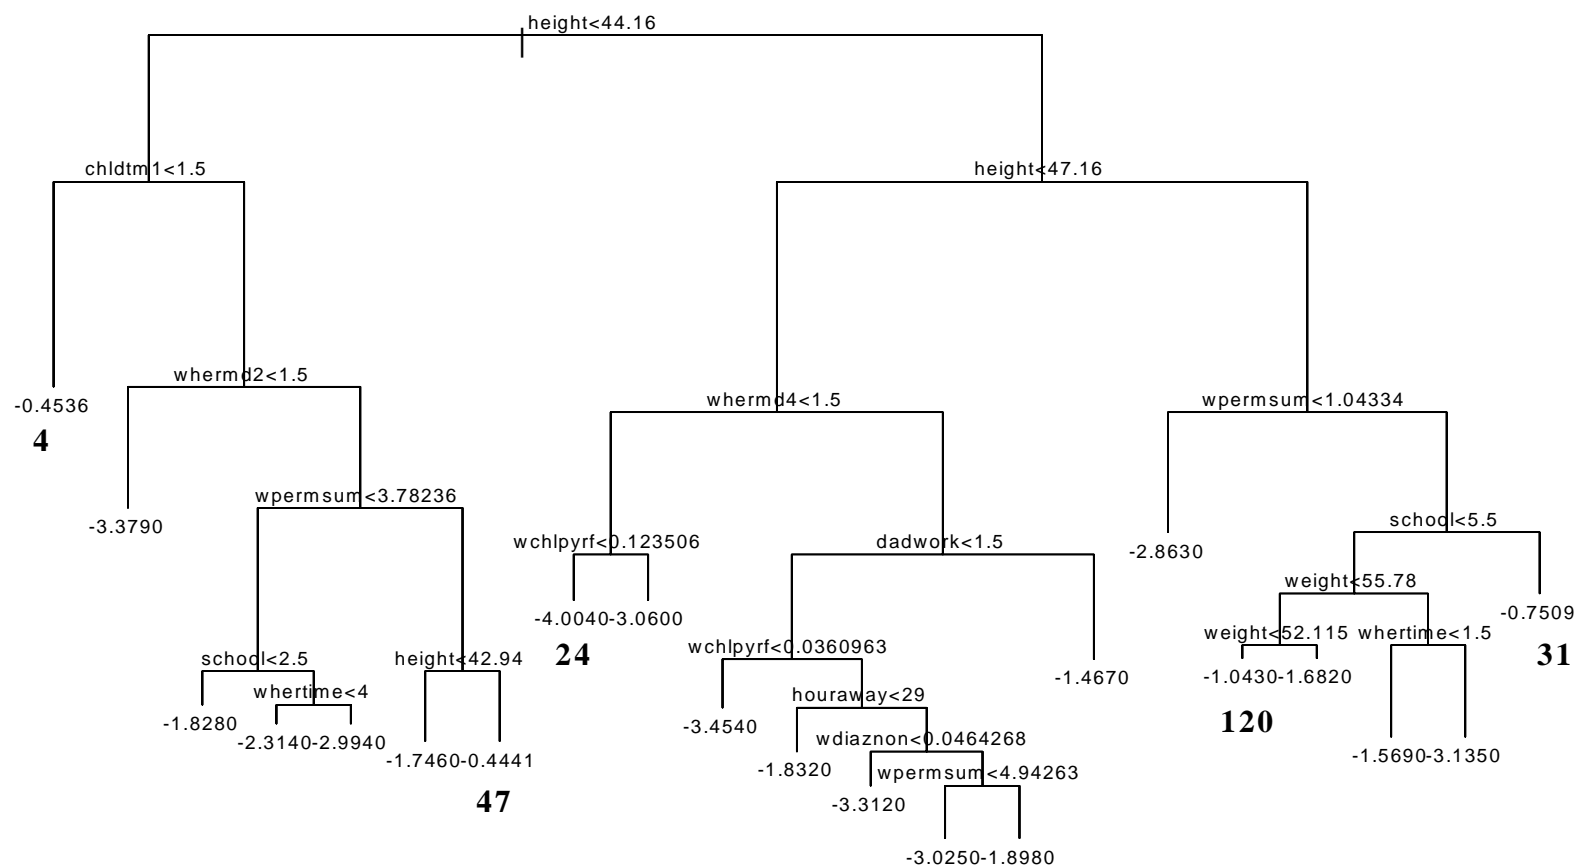 height<44.16
chldtm1<1.5
height<47.16
whermd2<1.5
-0.4536
whermd4<1.5
wpermsum<1.04334
4
wpermsum<3.78236
-3.3790
school<5.5
wchlpyrf<0.123506
dadwork<1.5
-2.8630
weight<55.78
-4.0040-3.0600
-0.7509
24
wchlpyrf<0.0360963
weight<52.115
whertime<1.5
31
school<2.5
height<42.94
-1.4670
-1.0430-1.6820
whertime<4
houraway<29
-1.8280
-3.4540
120
-2.3140-2.9940
wdiaznon<0.0464268
-1.7460-0.4441
-1.8320
-1.5690-3.1350
wpermsum<4.94263
47
-3.3120
-3.0250-1.8980